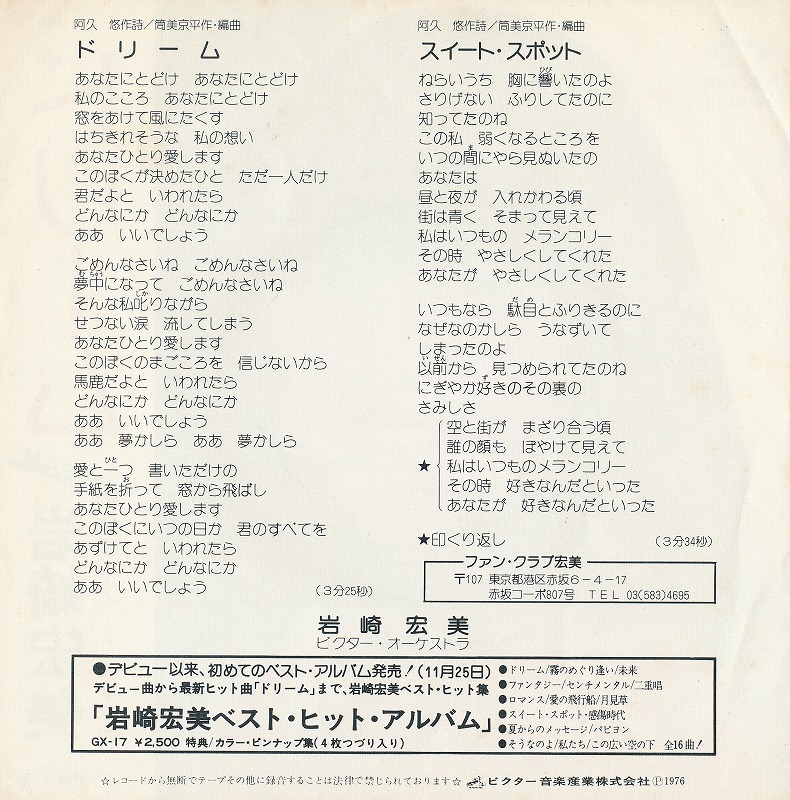 阿久　悠作詩/筒美京平作・編曲
ドリーム
あなたにとどけ　あなたにとどけ
私のこころ　あなたにとどけ
窓をあけて風にたくす
はちきれそうな　私の想い
あなたひとり愛します
このぼくが決めたひと　ただ一人だけ
君だよと　いわれたら
どんなにか　どんなにか
ああ　いいでしょう
ごめんなさいね　ごめんなさいね
夢中になって　ごめんなさいね
そんな私叱りながら
せつない涙　流してしまう
あなたひとり愛します
このぼくのまごころを　信じないから
馬鹿だよと　いわれたら
どんなにか　どんなにか
ああ　いいでしょう
ああ　夢かしら　ああ　夢かしら
愛と一つ　書いただけの
手紙を折って　窓から飛ばし
あなたひとり愛します
このぼくにいつの日か　君のすべてを
あずけてと　いわれたら
どんなにか　どんなにか
ああ　いいでしょう
(3分25秒)
阿久　悠作詩/筒美京平作・編曲
スイート・スポット
ねらいうち　胸に響いたのよ
さりげない　ふりしてたのに
知ってたのね
この私　弱くなるところを
いつの間にやら見ぬいたの
あなたは
昼と夜が　入れかわる頃
街は青く　そまって見えて
私はいつもの　メランコリー
その時　やさしくしてくれた
あなたが　やさしくしてくれた
いつもなら　駄目とふりきるのに
なぜなのかしら　うなずいて
しまったのよ
以前から　見つめられてたのね
にぎやか好きのその裏の
さみしさ
空と街が　まざり合う頃
誰の顔も　ぼやけて見えて
★私はいつものメランコリー
その時　好きなんだといった
あなたが　好きなんだといった
★印くり返し
(3分34秒)
ファン・クラブ宏美
〒107　東京都港区赤坂6-4-17
赤坂コーポ807号　TEL 03(583)4695
岩崎宏美
ビクター・オーケストラ
●デビュー以来、初めてのベスト・アルバム発売！(11月25日)
デビュー曲から最新ヒット曲「ドリーム」まで、岩崎宏美ベスト・ヒット集
「岩崎宏美ベスト・ヒット・アルバム」
GX-17 ¥2,500 特典/カラー・ピンナップ集(4枚つづり入り)
●ドリーム/霧のめぐり逢い/未来
●ファンタジー/センチメンタル/二重唱
●ロマンス/愛の飛行船/月見草
●スイート・スポット・感傷時代
●夏からのメッセージ/パピヨン
●そうなのよ/私たち/この広い空の下　全16曲！
☆レコードから無断でテープその他に録音することは法律で禁じられております☆
ビクター音楽産業株式会社Ⓟ1976